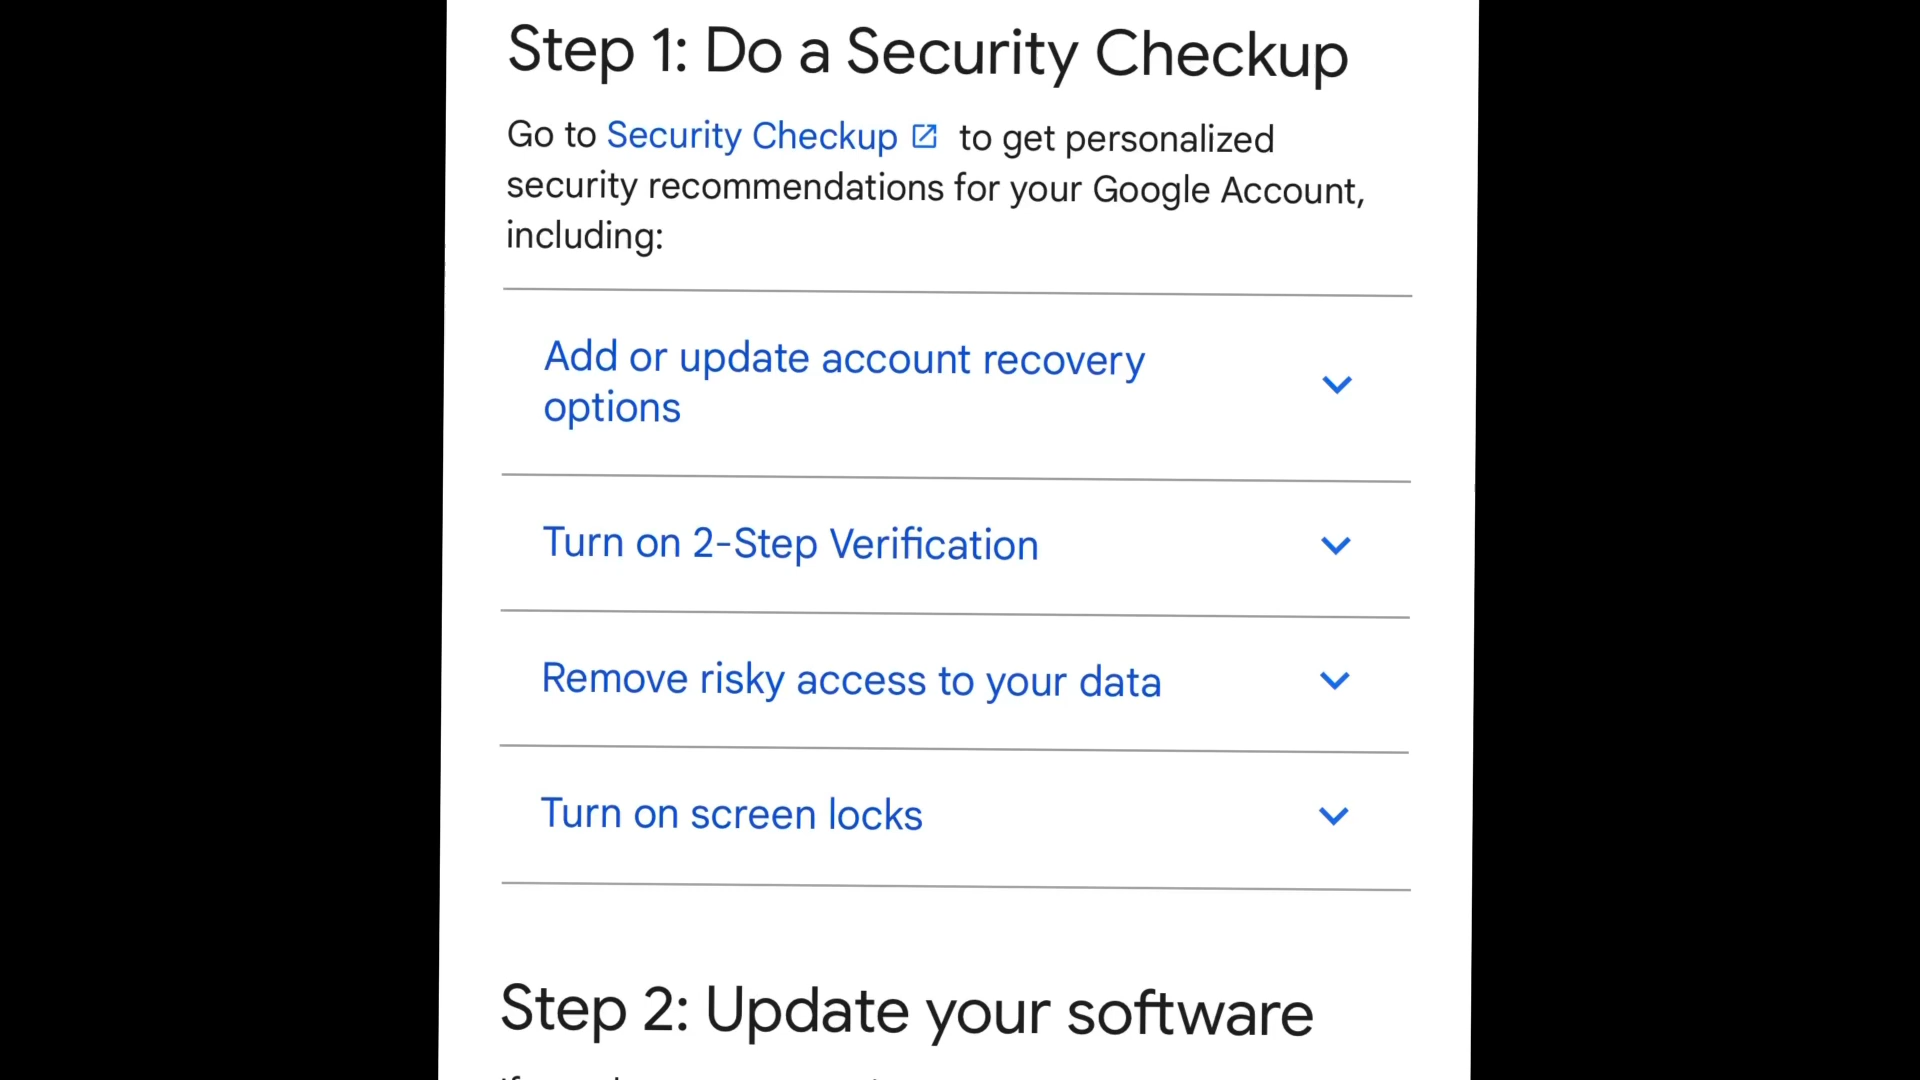 Step 1: Do a Security Checkup
Go to Security Checkup to get personalized
security recommendations for your Google Account,
including:
Add or update account recovery
options
Turn on 2-Step Verification
Remove risky access to your data
Turn on screen locks
Step 2: Update your software